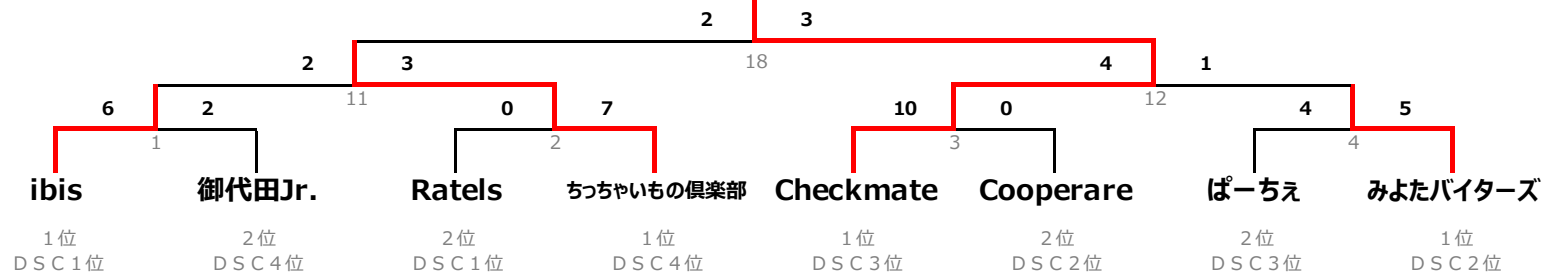 2 3
18
2 3 4 1
11 12
6 2 0 7 10 0 4 5
1 2 3 4
ibis 御代田Jr. Ratels ちっちゃいもの倶楽部 Checkmate Cooperare ぱーちぇ みよたバイターズ
1位 2位 2位 1位 1位 2位 2位 1位
ＤＳＣ１位 ＤＳＣ４位 ＤＳＣ１位 ＤＳＣ４位 ＤＳＣ３位 ＤＳＣ２位 ＤＳＣ３位 ＤＳＣ２位